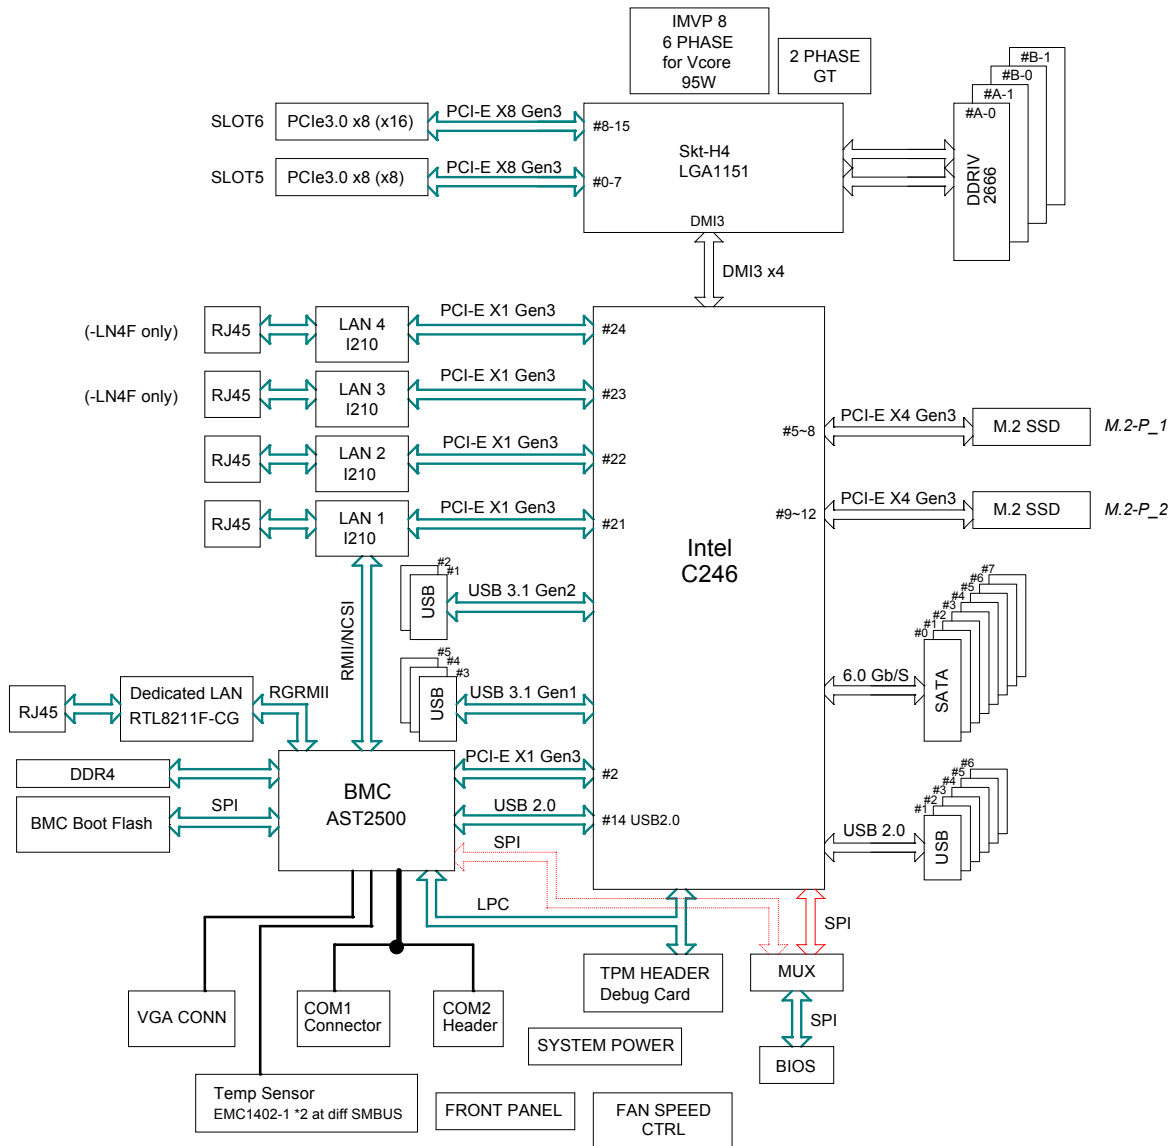 IMVP 8
6 PHASE
for Vcore
95W
2 PHASE
GT
#B-1
#B-0
#A-1
#A-0
DDRIV
2666
SLOT6
PCIe3.0 x8 (x16)
PCI-E X8 Gen3
#8-15
SLOT5
PCIe3.0 x8 (x8)
PCI-E X8 Gen3
#0-7
Skt-H4
LGA1151
DMI3
DMI3 x4
(-LN4F only)
RJ45
LAN 4
I210
PCI-E X1 Gen3
#24
(-LN4F only)
RJ45
LAN 3
I210
PCI-E X1 Gen3
#23
RJ45
LAN 2
I210
PCI-E X1 Gen3
#22
RJ45
LAN 1
I210
PCI-E X1 Gen3
#21
Intel
C246
#5~8
PCI-E X4 Gen3
M.2 SSD
M.2-P_1
#9~12
PCI-E X4 Gen3
M.2 SSD
M.2-P_2
#2
#1
USB
USB 3.1 Gen2
RMII/NCSI
#5
#4
#3
USB
USB 3.1 Gen1
6.0 Gb/S
#7
#6
#5
#4
#3
#2
#1
#0
SATA
RJ45
Dedicated LAN
RTL8211F-CG
RGRMII
DDR4
BMC Boot Flash
SPI
BMC
AST2500
PCI-E X1 Gen3
#2
USB 2.0
#14 USB2.0
SPI
USB 2.0
#6
#5
#4
#3
#2
#1
USB
LPC
SPI
VGA CONN
COM1
Connector
COM2
Header
TPM HEADER
Debug Card
MUX
SPI
BIOS
SYSTEM POWER
Temp Sensor
EMC1402-1 *2 at diff SMBUS
FRONT PANEL
FAN SPEED
CTRL